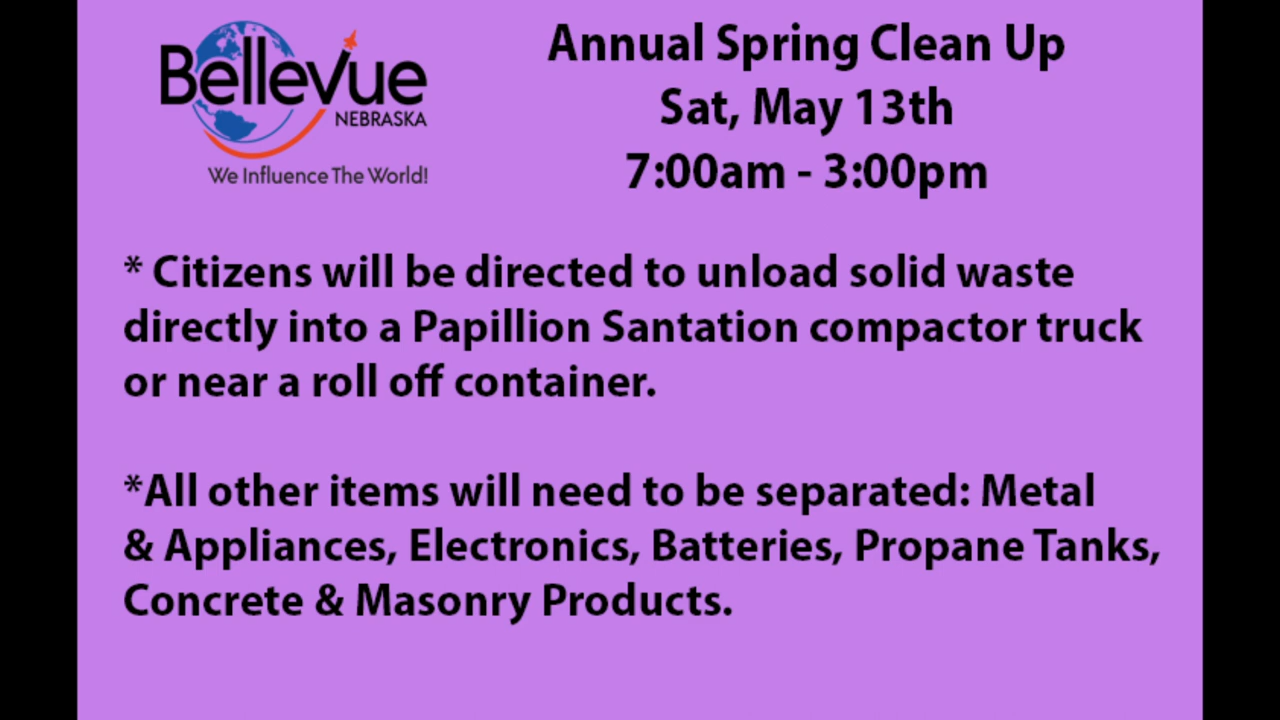 BelleVue
NEBRASKA
We Influence The World!
Annual Spring Clean Up
Sat, May 13th
7:00am - 3:00pm
* Citizens will be directed to unload solid waste
directly into a Papillion Santation compactor truck
or near a roll off container.
*All other items will need to be separated: Metal
& Appliances, Electronics, Batteries, Propane Tanks,
Concrete & Masonry Products.